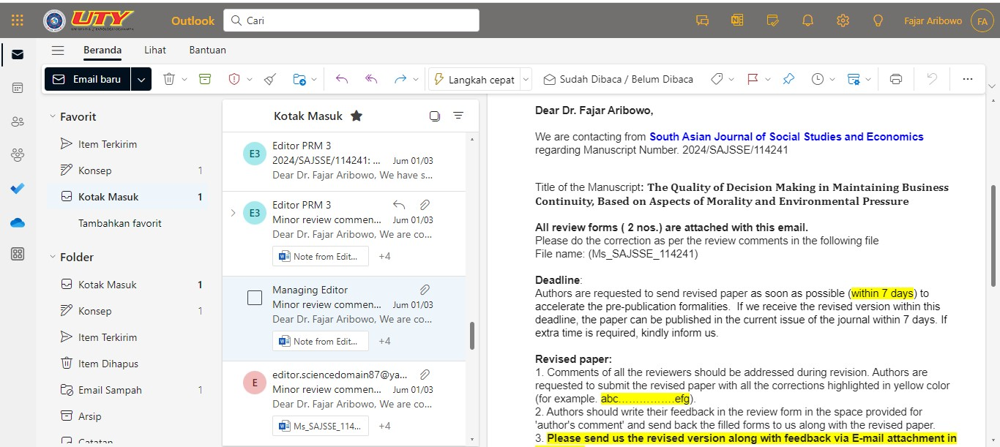 UTY
Outlook
Cari
Fajar Aribowo
FA
Beranda
Lihat
Bantuan
Email baru
Langkah cepat
Sudah Dibaca / Belum Dibaca
Favorit
Item Terkirim
Konsep 1
Kotak Masuk 1
Tambahkan favorit
Folder
Kotak Masuk 1
Konsep 1
Item Terkirim
Item Dihapus
Email Sampah 1
Arsip
Catatan
Kotak Masuk
E3
Editor PRM 3
2024/SAJSSE/114241: ... Jum 01/03
Dear Dr. Fajar Aribowo, We have s...
E3
Editor PRM 3
Minor review commen... Jum 01/03
Dear Dr. Fajar Aribowo, We are co...
Note from Edit... +4
Managing Editor
Minor review commen... Jum 01/03
Dear Dr. Fajar Aribowo, We are co...
Note from Edit... +4
E
editor.sciencedomain87@ya...
Minor review commen... Jum 01/03
Dear Dr. Fajar Aribowo, We are co...
Ms_SAJSSE_114... +4
Dear Dr. Fajar Aribowo,
We are contacting from South Asian Journal of Social Studies and Economics
regarding Manuscript Number. 2024/SAJSSE/114241
Title of the Manuscript: The Quality of Decision Making in Maintaining Business
Continuity, Based on Aspects of Morality and Environmental Pressure
All review forms ( 2 nos.) are attached with this email.
Please do the correction as per the review comments in the following file
File name: (Ms_SAJSSE_114241)
Deadline:
Authors are requested to send revised paper as soon as possible (within 7 days) to
accelerate the pre-publication formalities. If we receive the revised version within this
deadline, the paper can be published in the current issue of the journal within 7 days. If
extra time is required, kindly inform us.
Revised paper:
1. Comments of all the reviewers should be addressed during revision. Authors are
requested to submit the revised paper with all the corrections highlighted in yellow color
(for example. abc…………….efg).
2. Authors should write their feedback in the review form in the space provided for
'author's comment' and send back the filled forms to us along with the revised paper.
3. Please send us the revised version along with feedback via E-mail attachment in